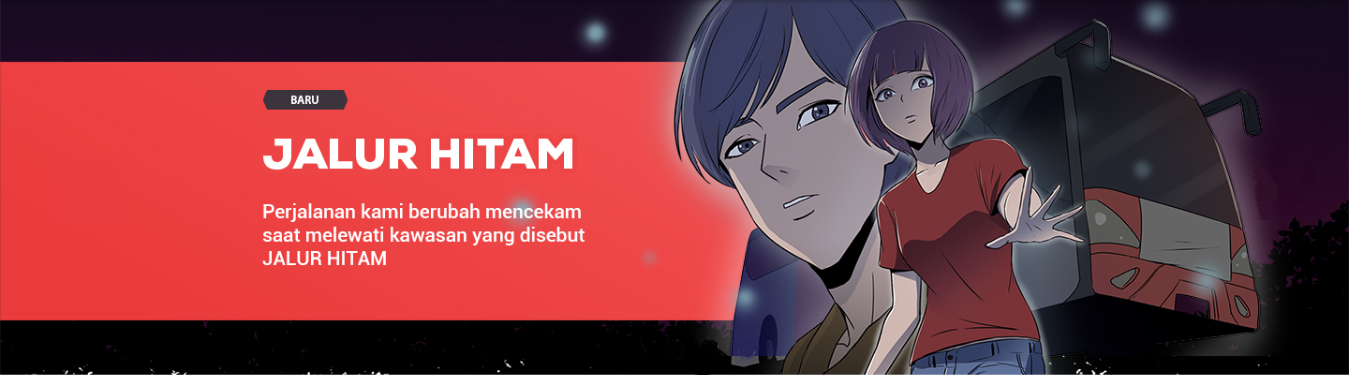 BARU
JALUR HITAM
Perjalanan kami berubah mencekam
saat melewati kawasan yang disebut
JALUR HITAM